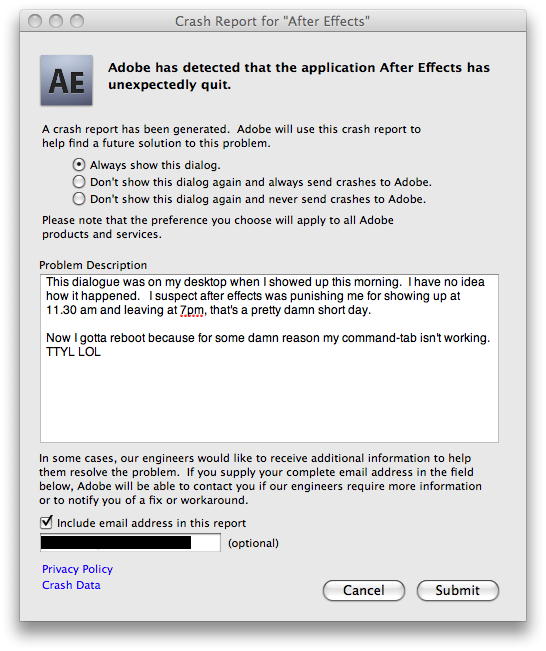 Crash Report for "After Effects"
AE
Adobe has detected that the application After Effects has
unexpectedly quit.
A crash report has been generated.  Adobe will use this crash report to
help find a future solution to this problem.
Always show this dialog.
Don't show this dialog again and always send crashes to Adobe.
Don't show this dialog again and never send crashes to Adobe.
Please note that the preference you choose will apply to all Adobe
products and services.
Problem Description
This dialogue was on my desktop when I showed up this morning.  I have no idea
how it happened.   I suspect after effects was punishing me for showing up at
11.30 am and leaving at 7pm, that's a pretty damn short day.
Now I gotta reboot because for some damn reason my command-tab isn't working.
TTYL LOL
In some cases, our engineers would like to receive additional information to help
them resolve the problem.  If you supply your complete email address in the field
below, Adobe will be able to contact you if our engineers require more information
or to notify you of a fix or workaround.
Include email address in this report
(optional)
Privacy Policy
Crash Data
Cancel
Submit